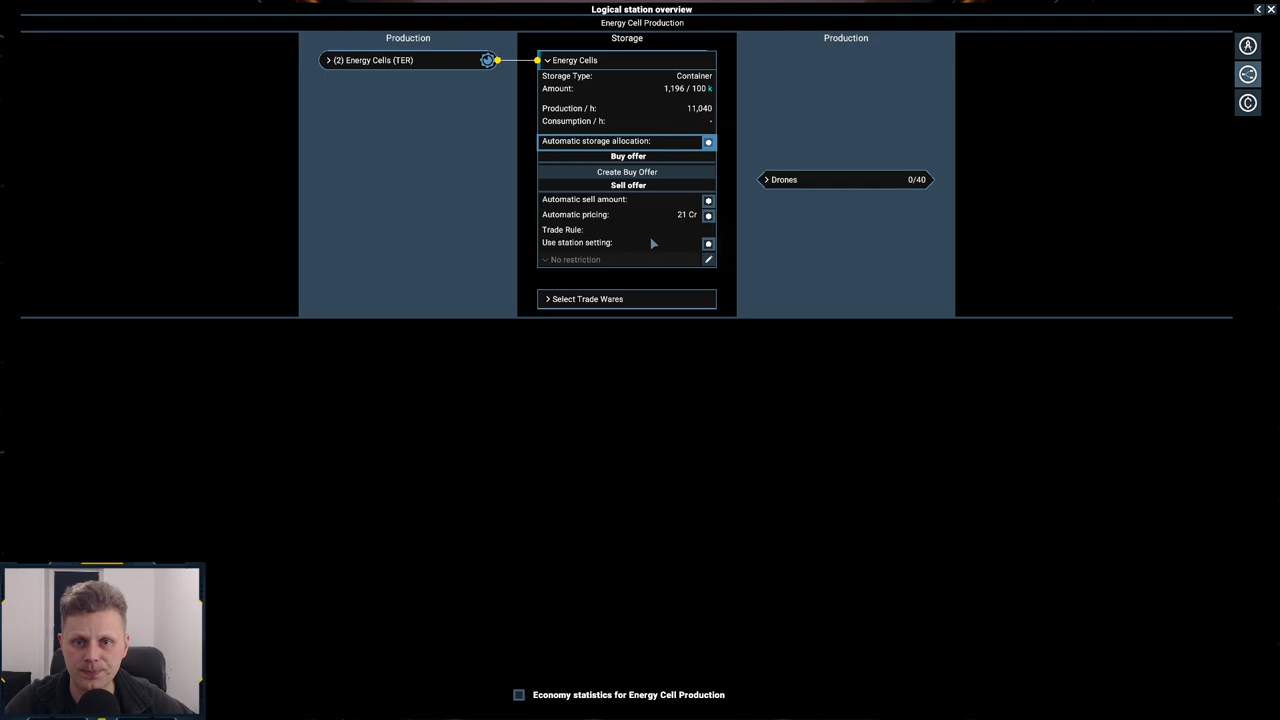 Logical station overview
Energy Cell Production
Production
Storage
Production
(2) Energy Cells (TER)
Energy Cells
Storage Type: Container
Amount: 1,196 / 100 k
Production / h: 11,040
Consumption / h: -
Automatic storage allocation:
Buy offer
Create Buy Offer
Sell offer
Automatic sell amount:
Automatic pricing: 21 Cr
Trade Rule:
Use station setting:
No restriction
Drones 0/40
Select Trade Wares
Economy statistics for Energy Cell Production